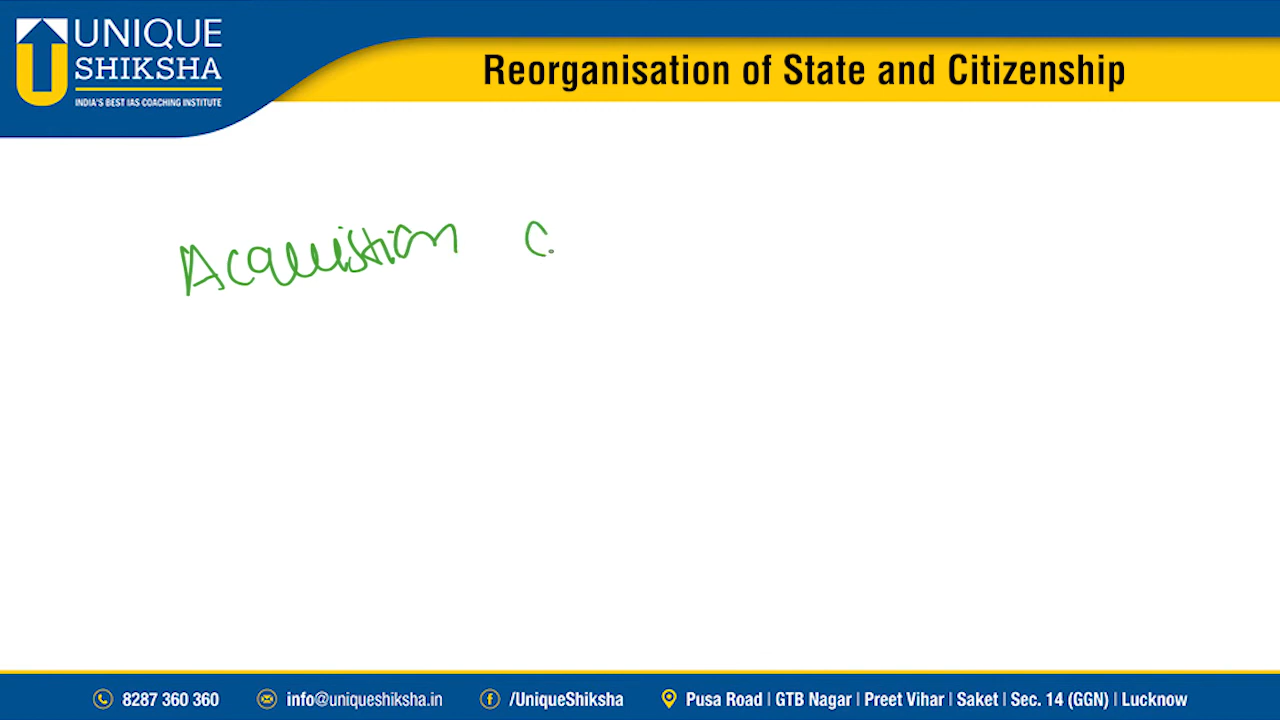 UNIQUE
SHIKSHA
INDIA'S BEST IAS COACHING INSTITUTE
Reorganisation of State and Citizenship
Acquistion
8287 360 360
info@uniqueshiksha.in
/UniqueShiksha
Pusa Road | GTB Nagar | Preet Vihar | Saket | Sec. 14 (GGN) | Lucknow